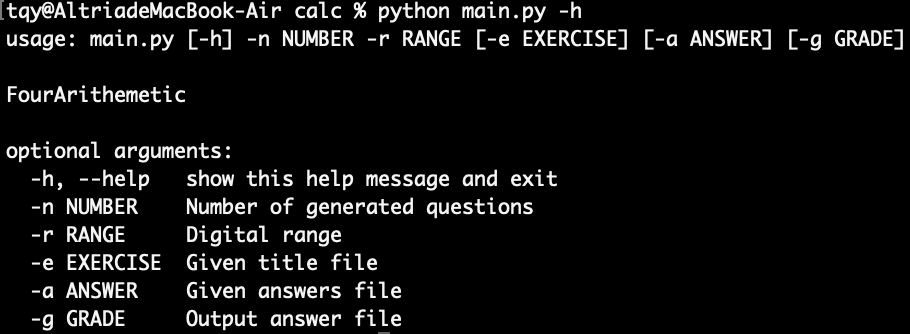 [tqy@AltriadeMacBook-Air calc % python main.py -h
usage: main.py [-h] -n NUMBER -r RANGE [-e EXERCISE] [-a ANSWER] [-g GRADE]
FourArithemetic
optional arguments:
-h, --help show this help message and exit
-n NUMBER Number of generated questions
-r RANGE Digital range
-e EXERCISE Given title file
-a ANSWER Given answers file
-g GRADE Output answer file